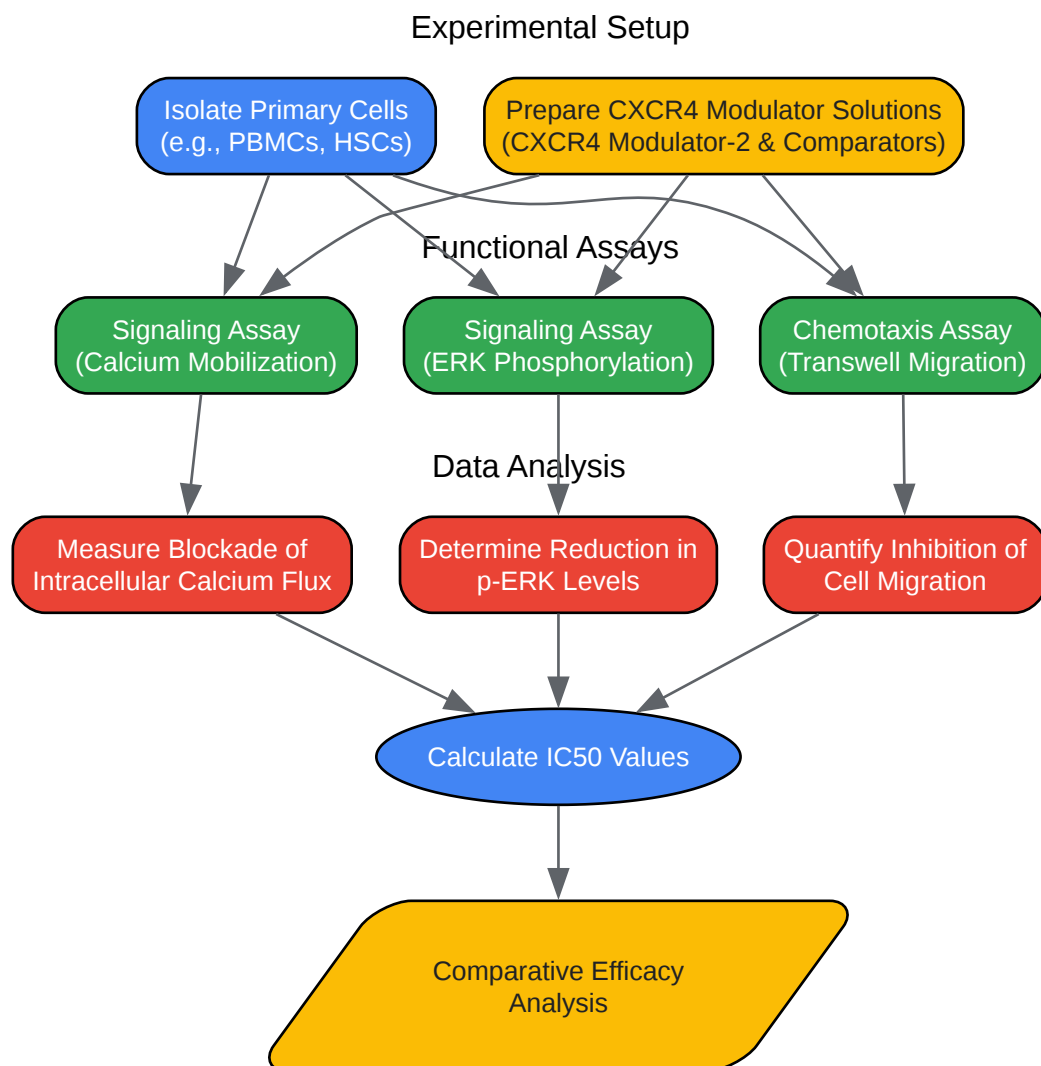 Experimental Setup
Isolate Primary Cells
(e.g., PBMCs, HSCs)
Prepare CXCR4 Modulator Solutions
(CXCR4 Modulator-2 & Comparators)
Functional Assays
Signaling Assay
(Calcium Mobilization)
Signaling Assay
(ERK Phosphorylation)
Chemotaxis Assay
(Transwell Migration)
Data Analysis
Measure Blockade of
Intracellular Calcium Flux
Determine Reduction in
p-ERK Levels
Quantify Inhibition of
Cell Migration
Calculate IC50 Values
Comparative Efficacy
Analysis